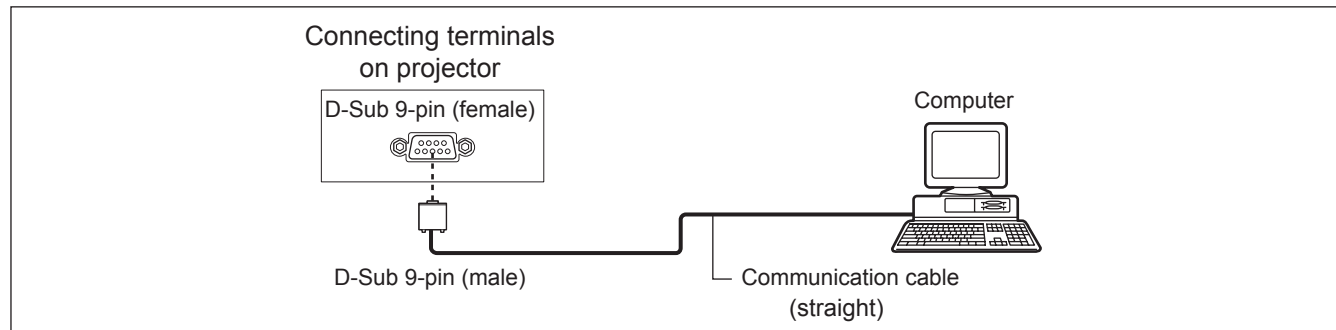 Connecting terminals
on projector
D-Sub 9-pin (female)
Computer
D-Sub 9-pin (male)
Communication cable
(straight)